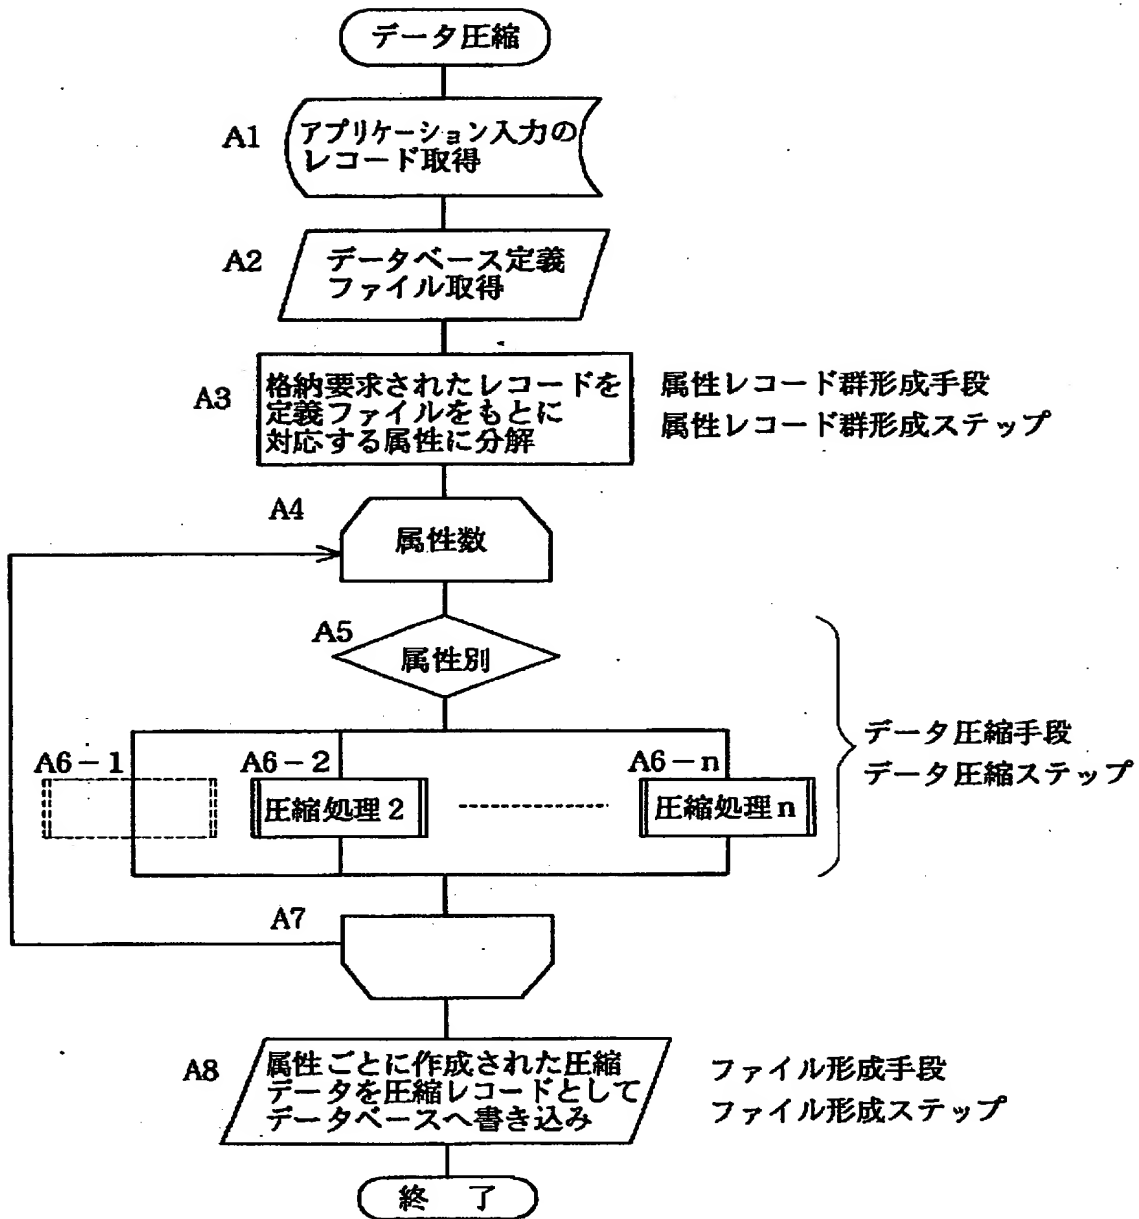 データ圧縮
A1
アプリケーション入力の
レコード取得
A2
データベース定義
ファイル取得
A3
格納要求されたレコードを
定義ファイルをもとに
対応する属性に分解
属性レコード群形成手段
属性レコード群形成ステップ
A4
属性数
A5
属性別
データ圧縮手段
データ圧縮ステップ
A6-1
A6-2
A6-n
圧縮処理2
圧縮処理n
A7
A8
属性ごとに作成された圧縮
データを圧縮レコードとして
データベースへ書き込み
ファイル形成手段
ファイル形成ステップ
終 了